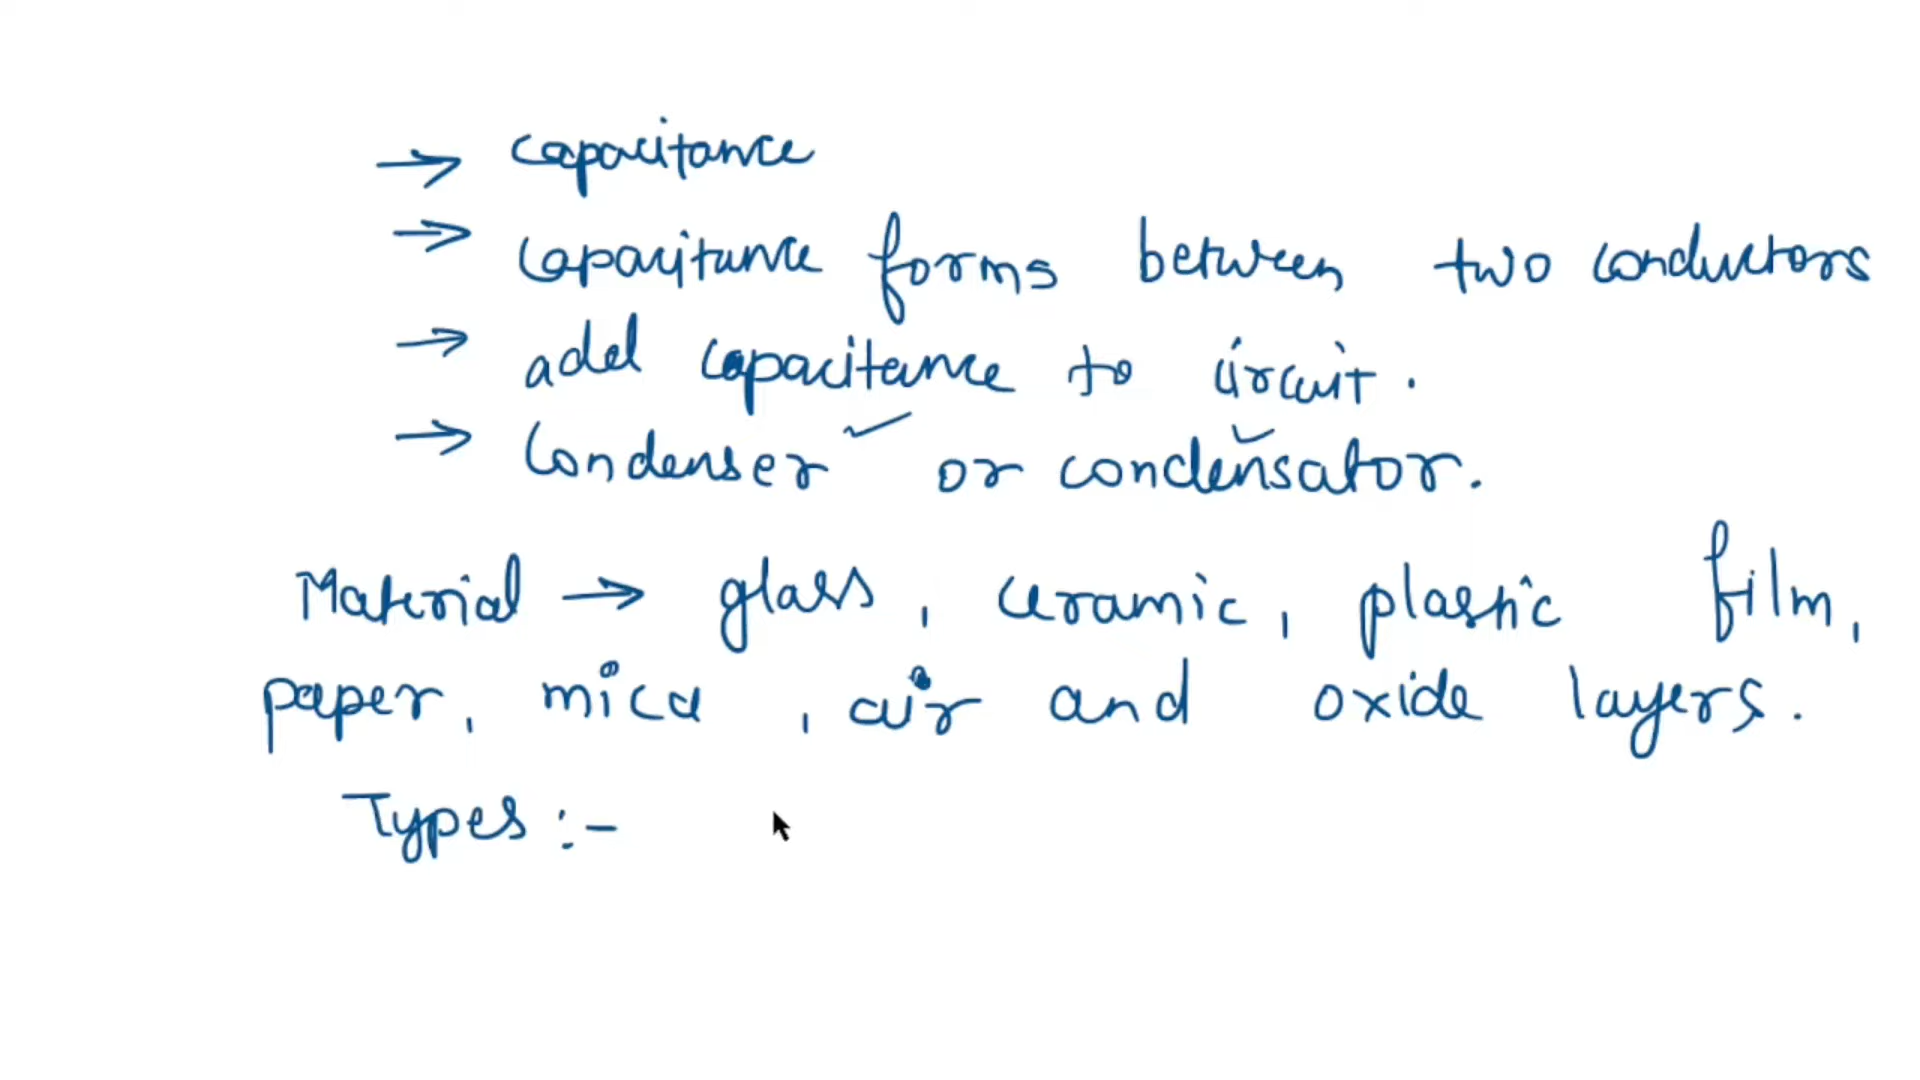 → capacitance
→ capacitance forms between two conductors
→ add capacitance to circuit.
→ Condenser or condensator.
Material → glass, ceramic, plastic film,
paper, mica, air and oxide layers.
Types :-